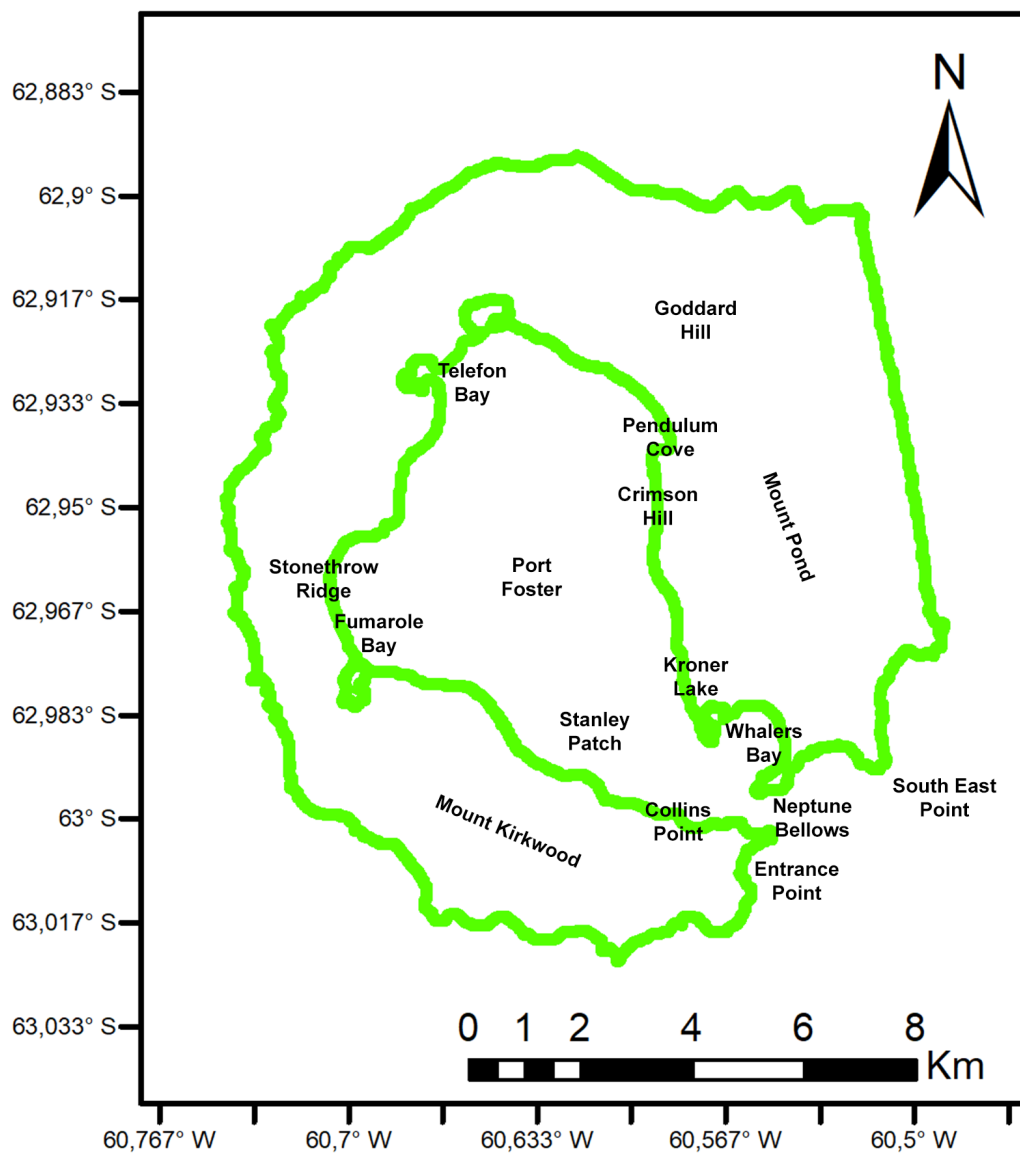 N
62,883° S
62,9° S
62,917° S
62,933° S
62,95° S
62,967° S
62,983° S
63° S
63,017° S
63,033° S
Goddard
Hill
Telefon
Bay
Pendulum
Cove
Crimson
Hill
Mount Pond
Stonethrow
Ridge
Port
Foster
Fumarole
Bay
Kroner
Lake
Stanley
Patch
Whalers
Bay
South East
Point
Mount Kirkwood
Collins
Point
Neptune
Bellows
Entrance
Point
0 1 2 4 6 8
Km
60,767° W 60,7° W 60,633° W 60,567° W 60,5° W